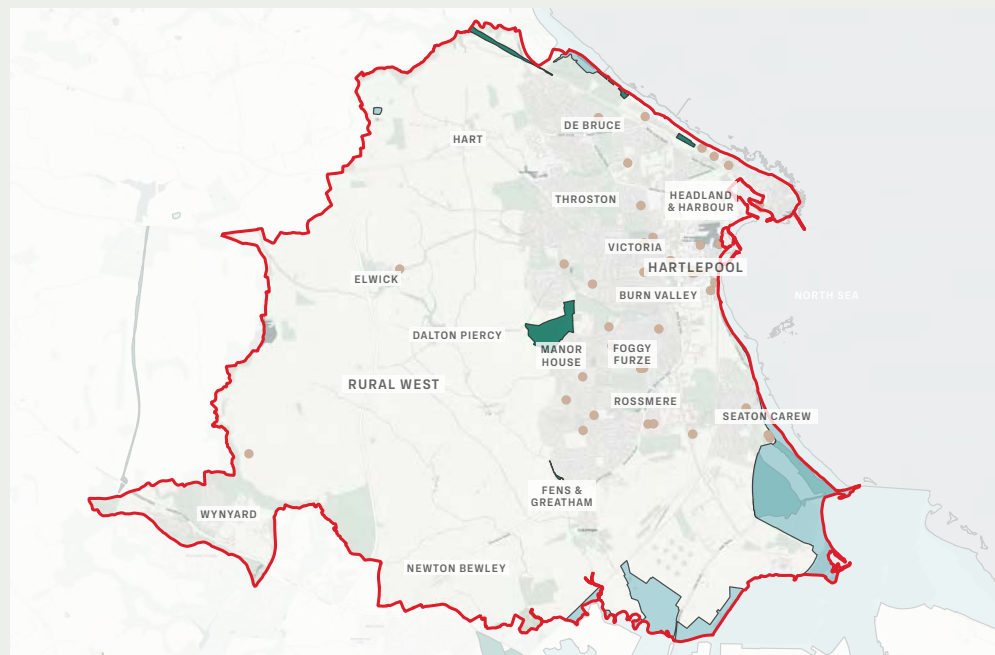 DE BRUCE
HART
THROSTON
HEADLAND
& HARBOUR
VICTORIA
HARTLEPOOL
ELWICK
BURN VALLEY
NORTH SEA
DALTON PIERCY
MANOR
HOUSE
FOGGY
FURZE
RURAL WEST
ROSSMERE
SEATON CAREW
FENS &
GREATHAM
WYNYARD
NEWTON BEWLEY